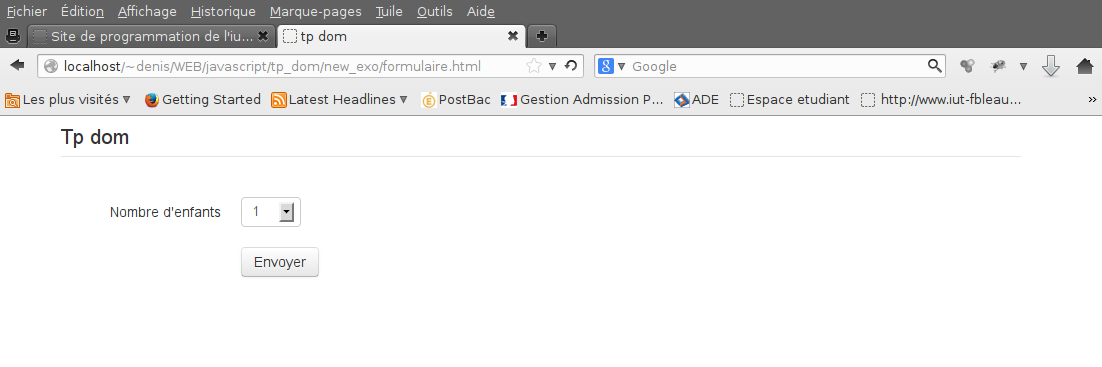 Fichier Édition Affichage Historique Marque-pages Tuile Outils Aide
Site de programmation de l'iu... tp dom
localhost/~denis/WEB/javascript/tp_dom/new_exo/formulaire.html Google
Les plus visités Getting Started Latest Headlines PostBac Gestion Admission P... ADE Espace etudiant http://www.iut-fbleau... »
Tp dom
Nombre d'enfants 1
Envoyer